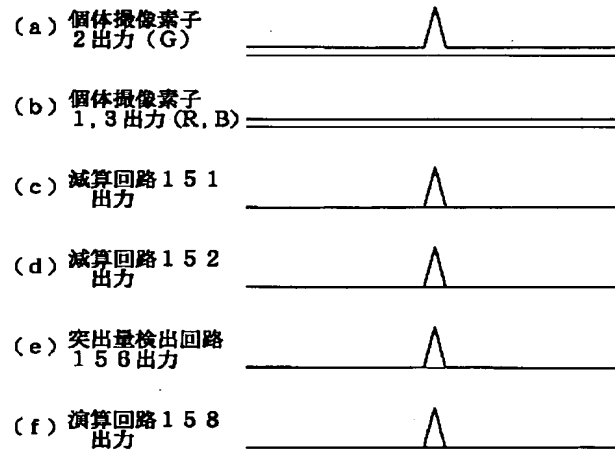 (a) 個体撮像素子
2出力(G)
(b) 個体撮像素子
1,3出力(R,B)
(c) 減算回路151
出力
(d) 減算回路152
出力
(e) 突出量検出回路
156出力
(f) 演算回路158
出力